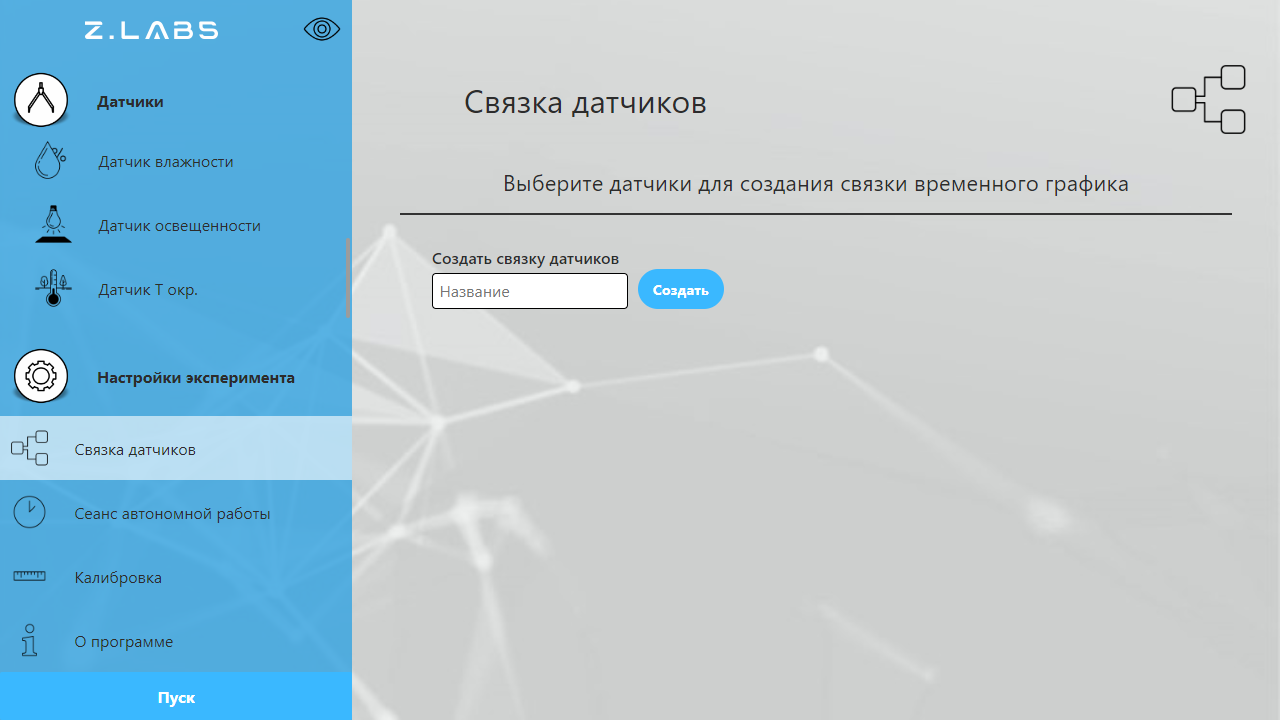 Z.LABS
Датчики
Датчик влажности
Датчик освещенности
Датчик Т окр.
Настройки эксперимента
Связка датчиков
Сеанс автономной работы
Калибровка
О программе
Пуск
Связка датчиков
Выберите датчики для создания связки временного графика
Создать связку датчиков
Название
Создать